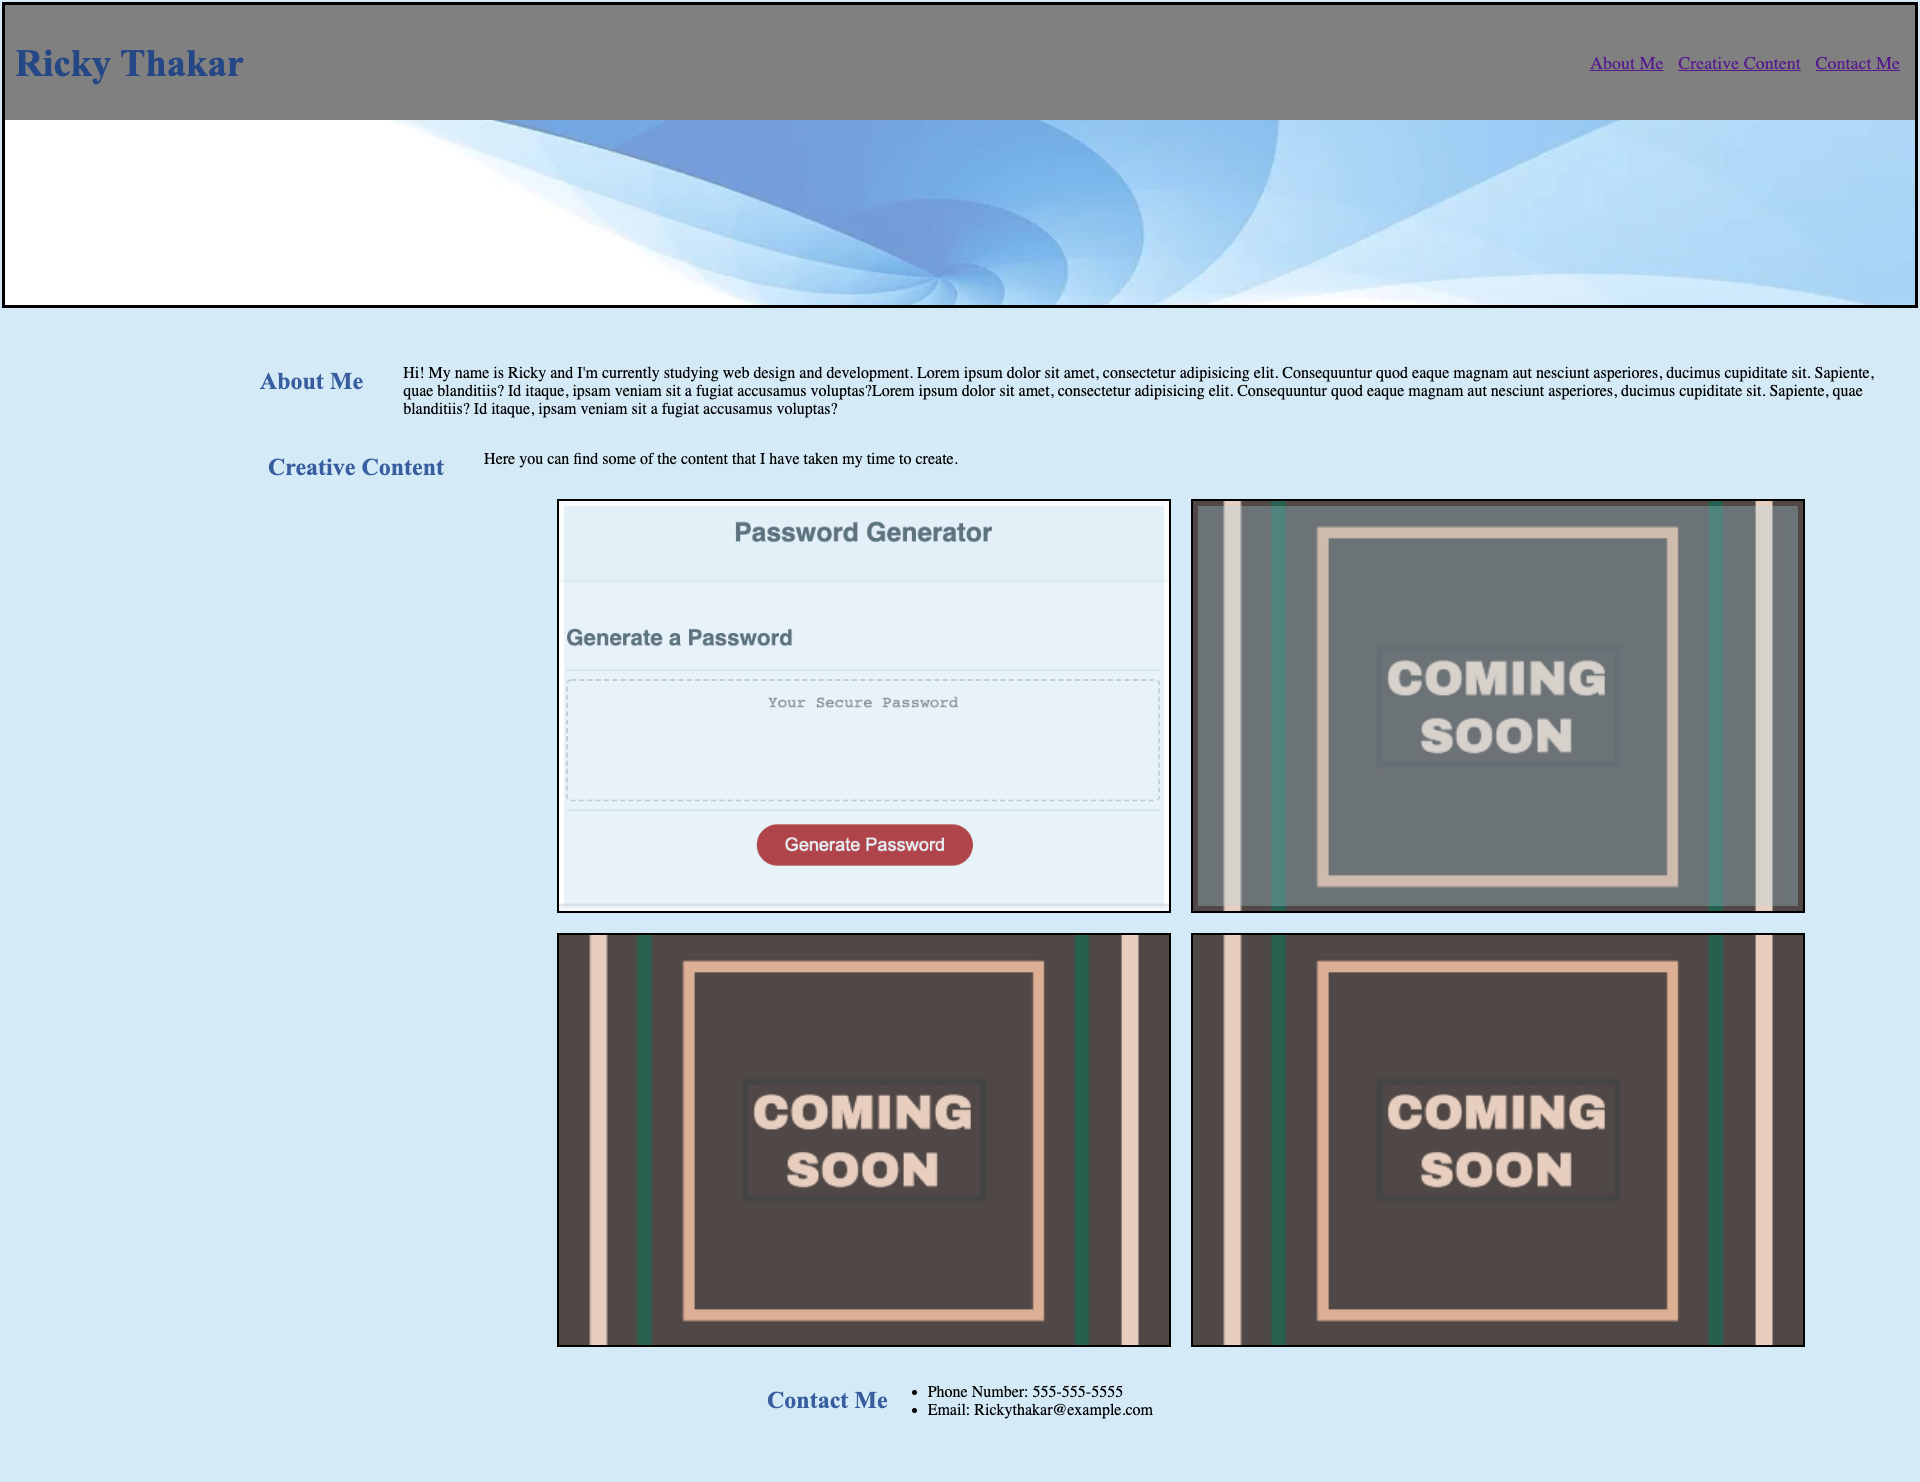 Ricky Thakar
About Me Creative Content Contact Me
About Me
Hi! My name is Ricky and I'm currently studying web design and development. Lorem ipsum dolor sit amet, consectetur adipisicing elit. Consequuntur quod eaque magnam aut nesciunt asperiores, ducimus cupiditate sit. Sapiente,
quae blanditiis? Id itaque, ipsam veniam sit a fugiat accusamus voluptas?Lorem ipsum dolor sit amet, consectetur adipisicing elit. Consequuntur quod eaque magnam aut nesciunt asperiores, ducimus cupiditate sit. Sapiente, quae
blanditiis? Id itaque, ipsam veniam sit a fugiat accusamus voluptas?
Creative Content
Here you can find some of the content that I have taken my time to create.
Password Generator
Generate a Password
Your Secure Password
Generate Password
COMING
SOON
COMING
SOON
COMING
SOON
Contact Me
• Phone Number: 555-555-5555
• Email: Rickythakar@example.com